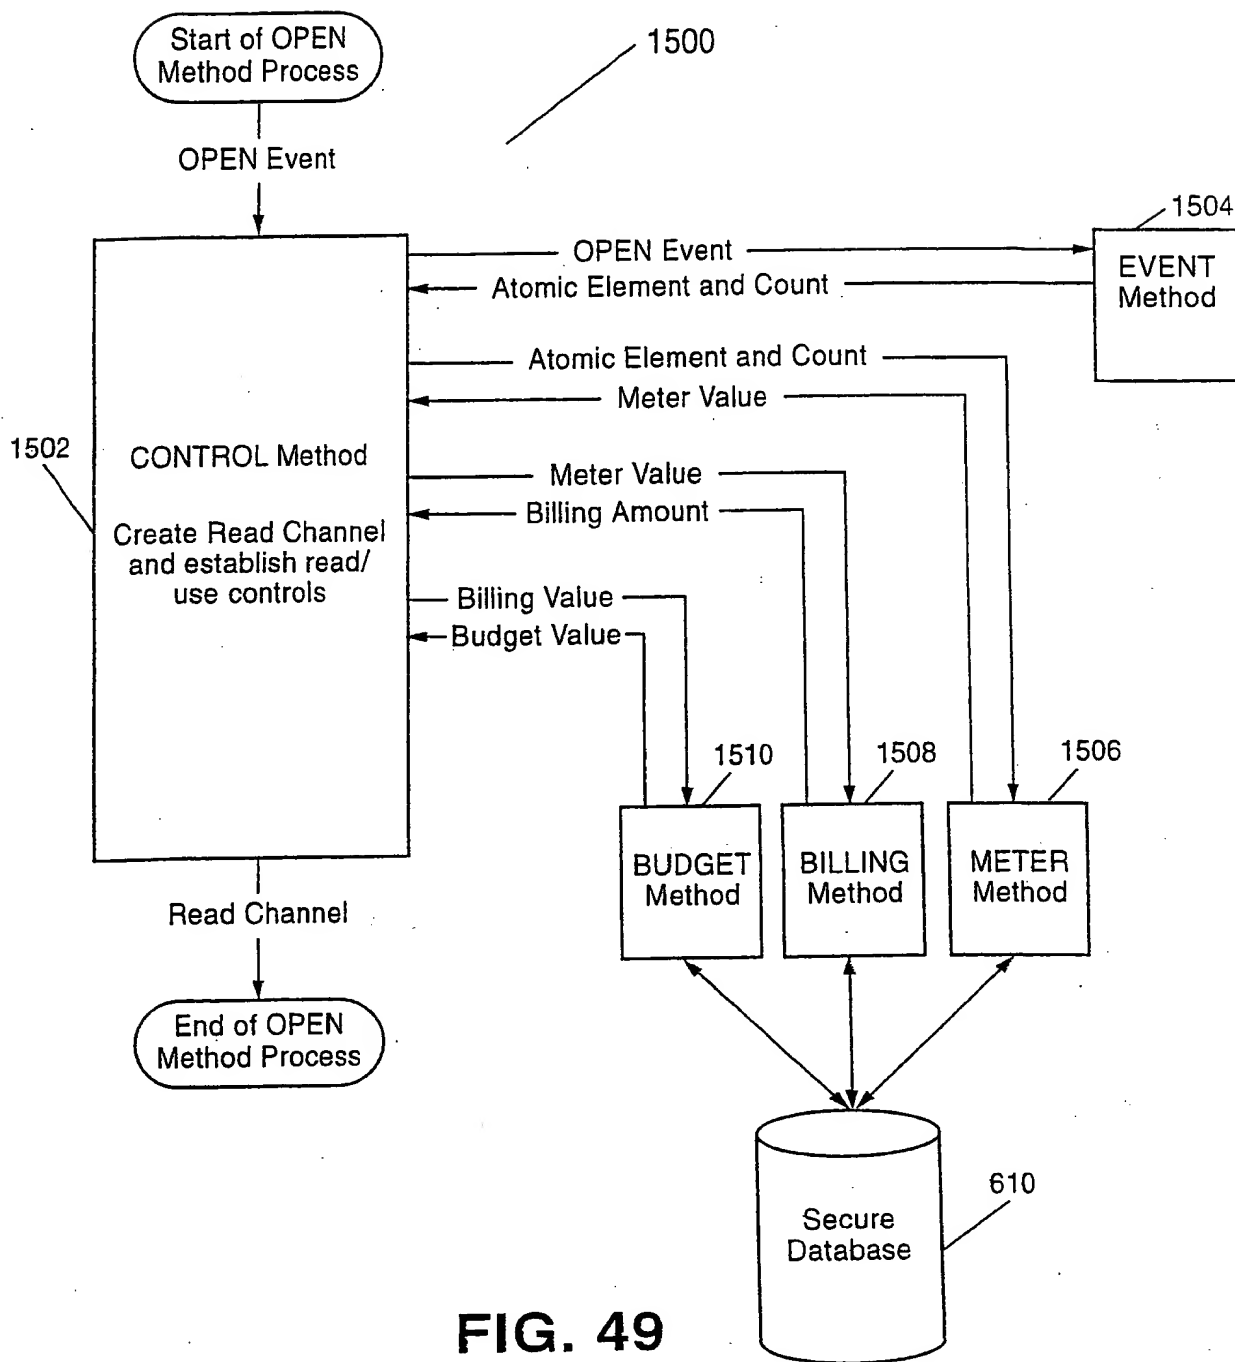 Start of OPEN
Method Process
1500
OPEN Event
1504
OPEN Event
EVENT
Method
Atomic Element and Count
Atomic Element and Count
Meter Value
1502
CONTROL Method
Meter Value
Billing Amount
Create Read Channel
and establish read/
use controls
Billing Value
Budget Value
1510
1508
1506
BUDGET
Method
BILLING
Method
METER
Method
Read Channel
End of OPEN
Method Process
610
Secure
Database
FIG. 49